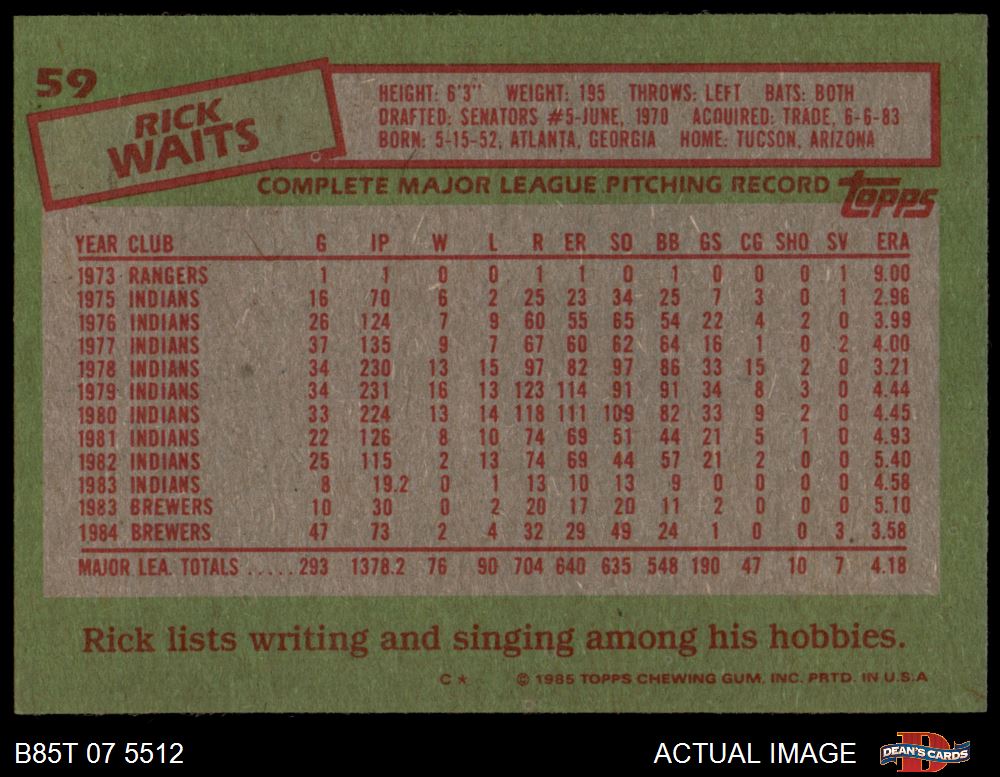 59
RICK
WAITS
HEIGHT: 6'3" WEIGHT: 195 THROWS: LEFT BATS: BOTH
DRAFTED: SENATORS #5-JUNE, 1970 ACQUIRED: TRADE, 6-6-83
BORN: 5-15-52, ATLANTA, GEORGIA HOME: TUCSON, ARIZONA
COMPLETE MAJOR LEAGUE PITCHING RECORD topps
YEAR CLUB G IP W L R ER SO BB GS CG SHO SV ERA
1973 RANGERS 1 1 0 0 1 1 0 1 0 0 0 1 9.00
1975 INDIANS 16 70 6 2 25 23 34 25 7 3 0 1 2.96
1976 INDIANS 26 124 7 9 60 55 65 54 22 4 2 0 3.99
1977 INDIANS 37 135 9 7 67 60 62 64 16 1 0 2 4.00
1978 INDIANS 34 230 13 15 97 82 97 86 33 15 2 0 3.21
1979 INDIANS 34 231 16 13 123 114 91 91 34 8 3 0 4.44
1980 INDIANS 33 224 13 14 118 111 109 82 33 9 2 0 4.45
1981 INDIANS 22 126 8 10 74 69 51 44 21 5 1 0 4.93
1982 INDIANS 25 115 2 13 74 69 44 57 21 2 0 0 5.40
1983 INDIANS 8 19.2 0 1 13 10 13 9 0 0 0 0 4.58
1983 BREWERS 10 30 0 2 20 17 20 11 2 0 0 0 5.10
1984 BREWERS 47 73 2 4 32 29 49 24 1 0 0 3 3.58
MAJOR LEA. TOTALS ..... 293 1378.2 76 90 704 640 635 548 190 47 10 7 4.18
Rick lists writing and singing among his hobbies.
C * © 1985 TOPPS CHEWING GUM, INC. PRTD. IN U.S.A
B85T 07 5512 ACTUAL IMAGE DEAN'S CARDS